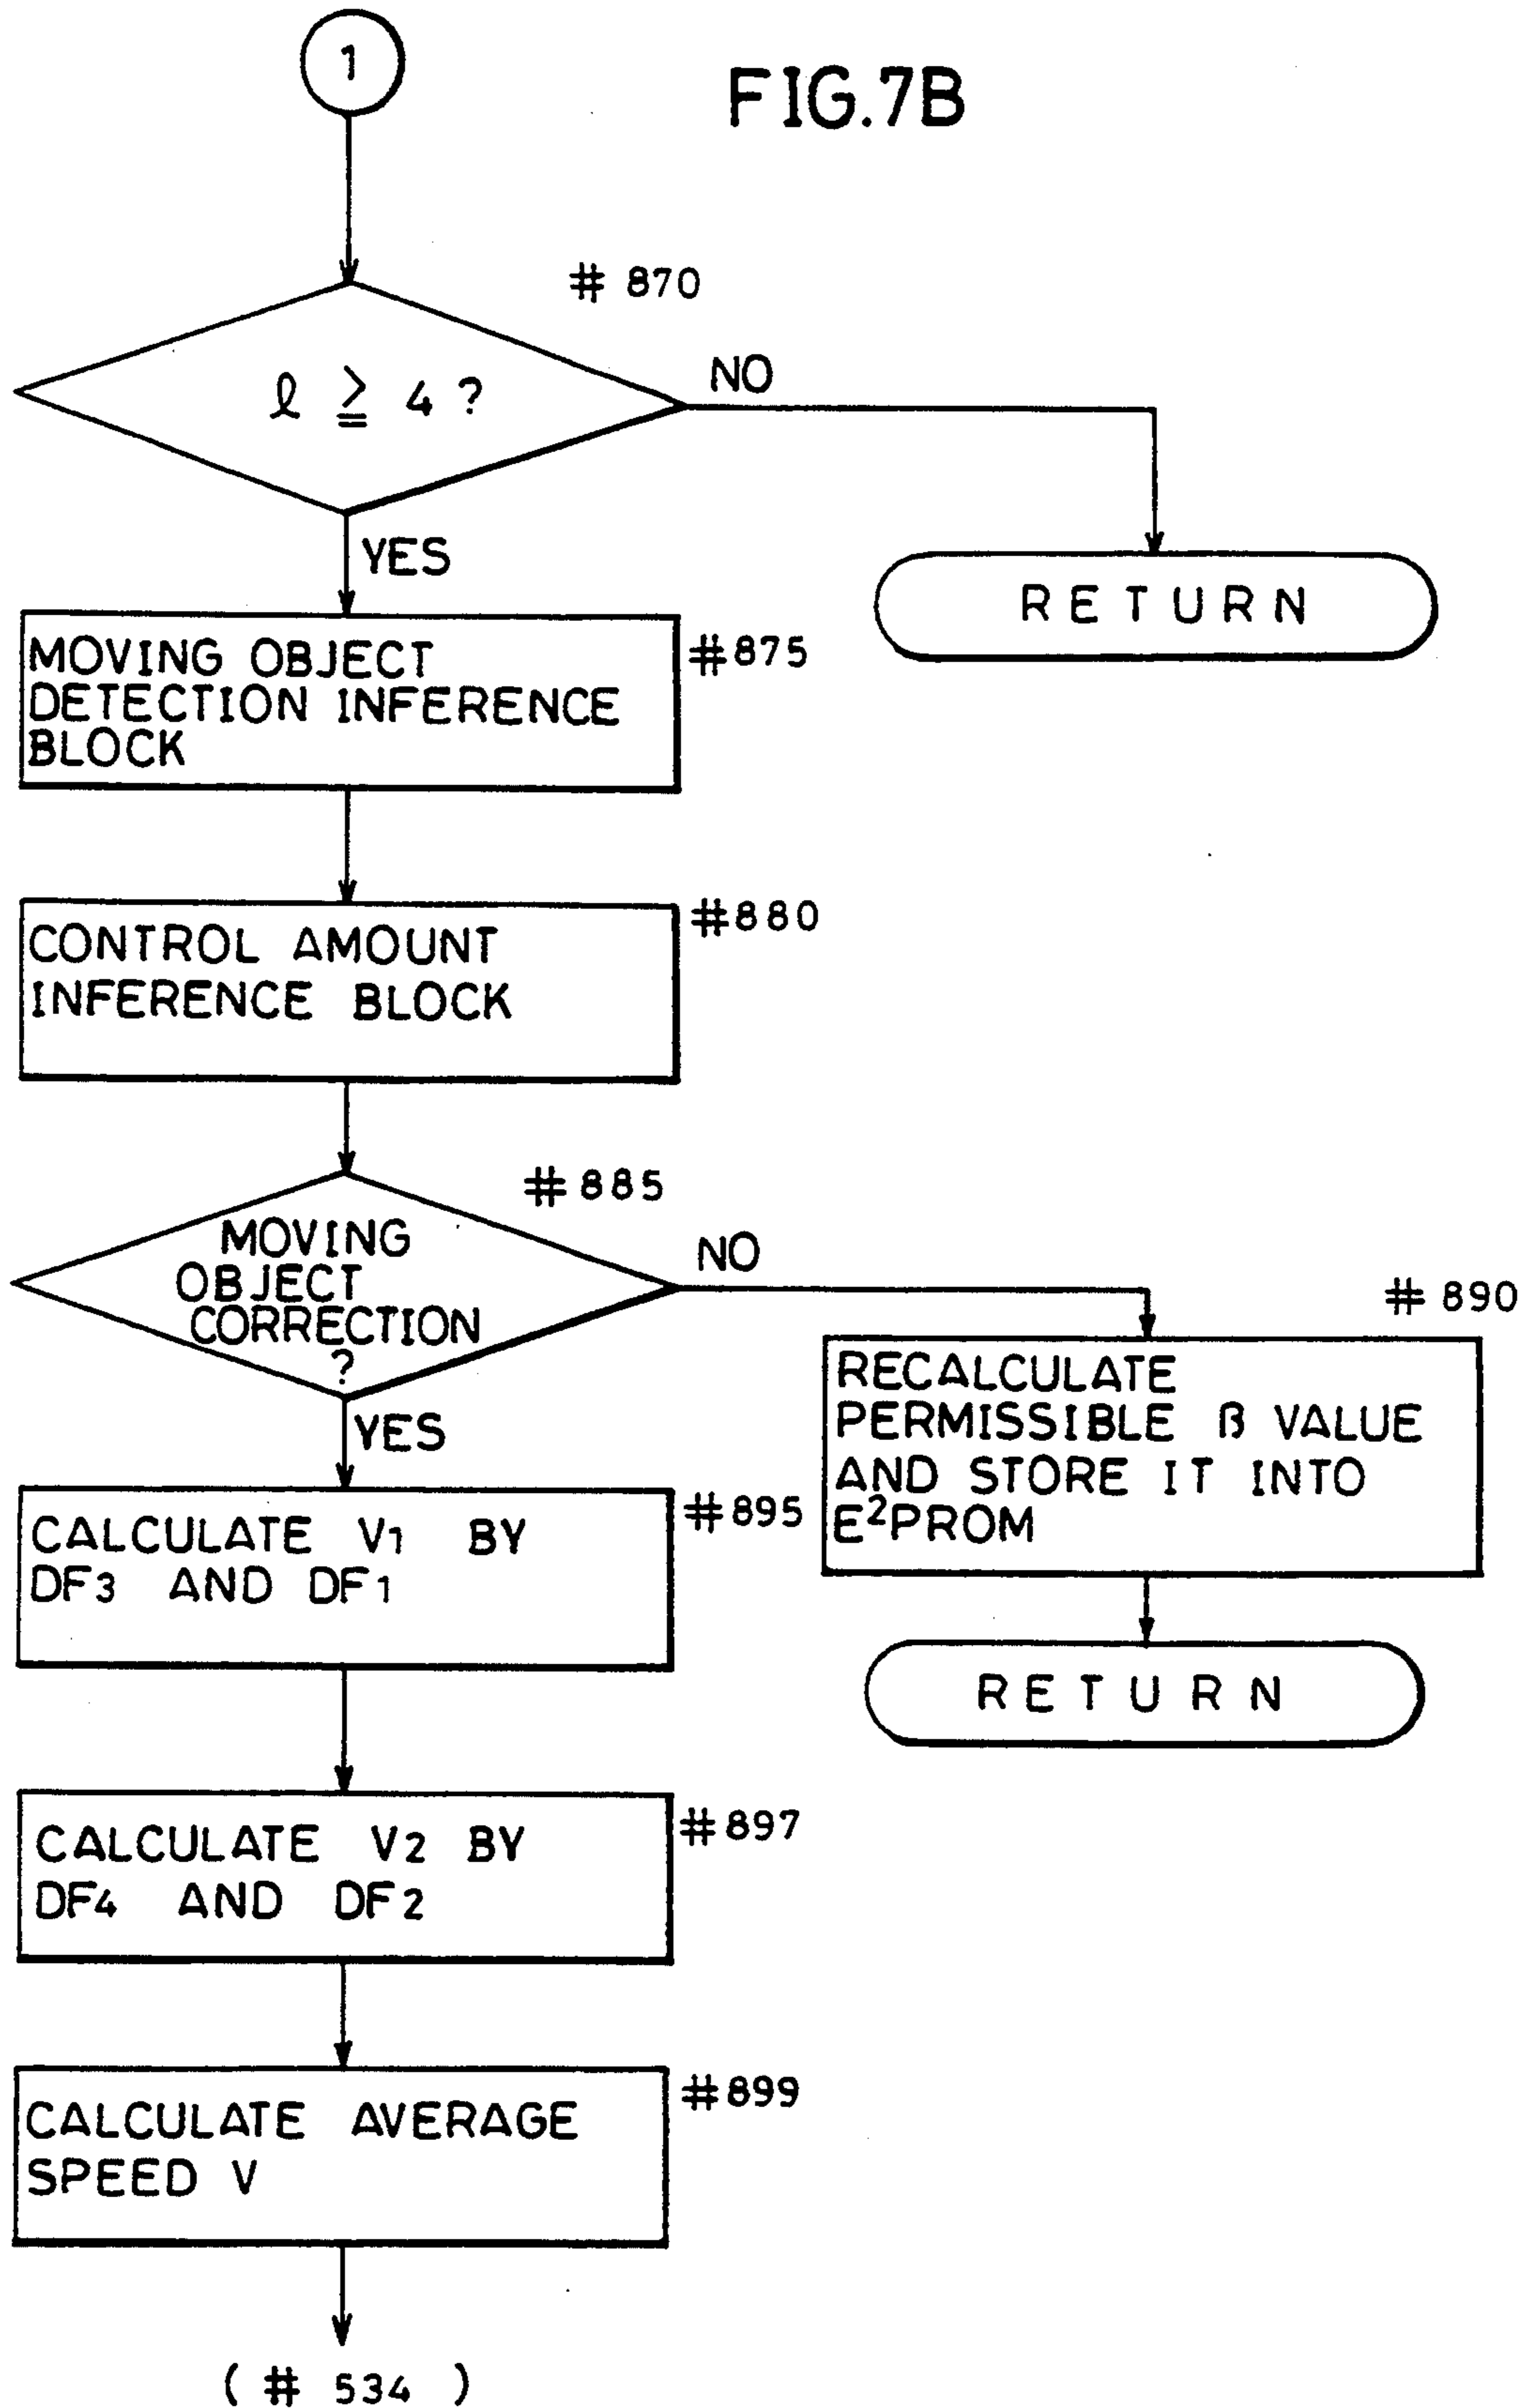 1
FIG.7B
# 870
ℓ ≧ 4 ?
NO
YES
RETURN
MOVING OBJECT
DETECTION INFERENCE
BLOCK
#875
CONTROL AMOUNT
INFERENCE BLOCK
#880
# 885
MOVING
OBJECT
CORRECTION
?
NO
YES
# 890
RECALCULATE
PERMISSIBLE β VALUE
AND STORE IT INTO
E²PROM
RETURN
CALCULATE V1 BY
DF3 AND DF1
#895
CALCULATE V2 BY
DF4 AND DF2
#897
CALCULATE AVERAGE
SPEED V
#899
( # 534 )